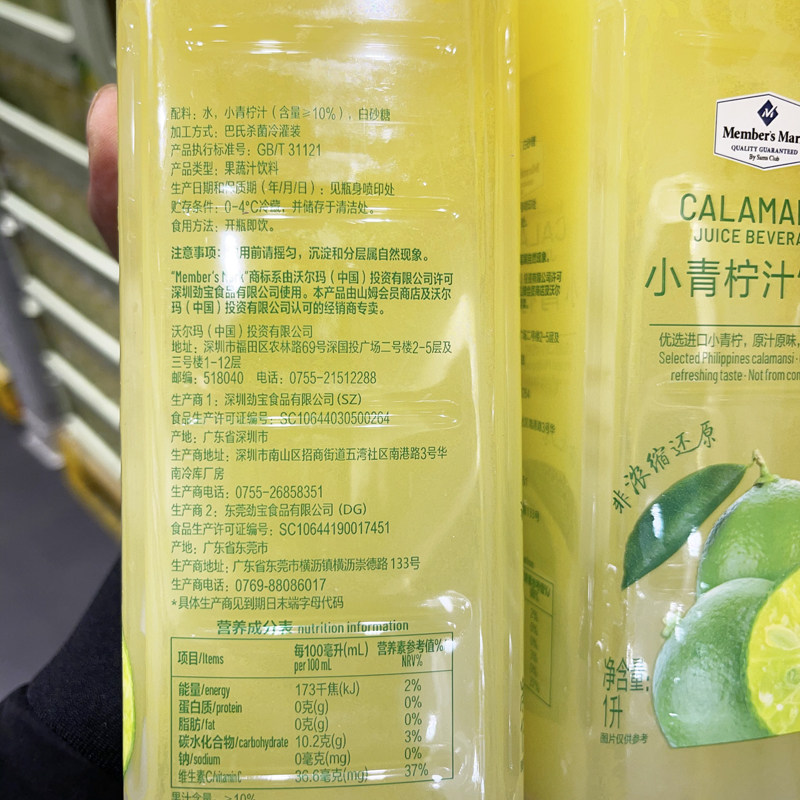 配料：水，小青柠汁（含量≥10%），白砂糖
加工方式：巴氏杀菌冷灌装
产品执行标准号：GB/T 31121
产品类型：果蔬汁饮料
生产日期和保质期（年/月/日）：见瓶身喷印处
贮存条件：0-4℃冷藏，并储存于清洁处。
食用方法：开瓶即饮。
注意事项：用前请摇匀，沉淀和分层属自然现象。
"Member's Mark"商标系由沃尔玛（中国）投资有限公司许可
深圳劲宝食品有限公司使用。本产品由山姆会员商店及沃尔
玛（中国）投资有限公司认可的经销商专卖。
沃尔玛（中国）投资有限公司
地址：深圳市福田区农林路69号深国投广场二号楼2-5层及
三号楼1-12层
邮编：518040 电话：0755-21512288
生产商 1：深圳劲宝食品有限公司(SZ)
食品生产许可证编号：SC10644030500264
产地：广东省深圳市
生产商地址：深圳市南山区招商街道五湾社区南港路3号华
南冷库厂房
生产商电话：0755-26858351
生产商 2：东莞劲宝食品有限公司 (DG)
食品生产许可证编号：SC10644190017451
产地：广东省东莞市
生产商地址：广东省东莞市横沥镇横沥崇德路 133号
生产商电话：0769-88086017
*具体生产商见到期日末端字母代码
营养成分表 nutrition information
项目/Items 每100毫升(mL) 营养素参考值%
per 100 mL NRV%
能量/energy 173千焦(kJ) 2%
蛋白质/protein 0克(g) 0%
脂肪/fat 0克(g) 0%
碳水化合物/carbohydrate 10.2克(g) 3%
钠/sodium 0毫克(mg) 0%
维生素C/vitamin C 36.6毫克(mg) 37%
果汁含量：≥10%
Member's Mar
QUALITY GUARANTEED
By Sams Club
CALAMA
JUICE BEVERA
小青柠汁
优选进口小青柠，原汁原味，
Selected Philippines calamansi ·
refreshing taste · Not from con
非浓缩还原
净含量：
1升
图片仅供参考